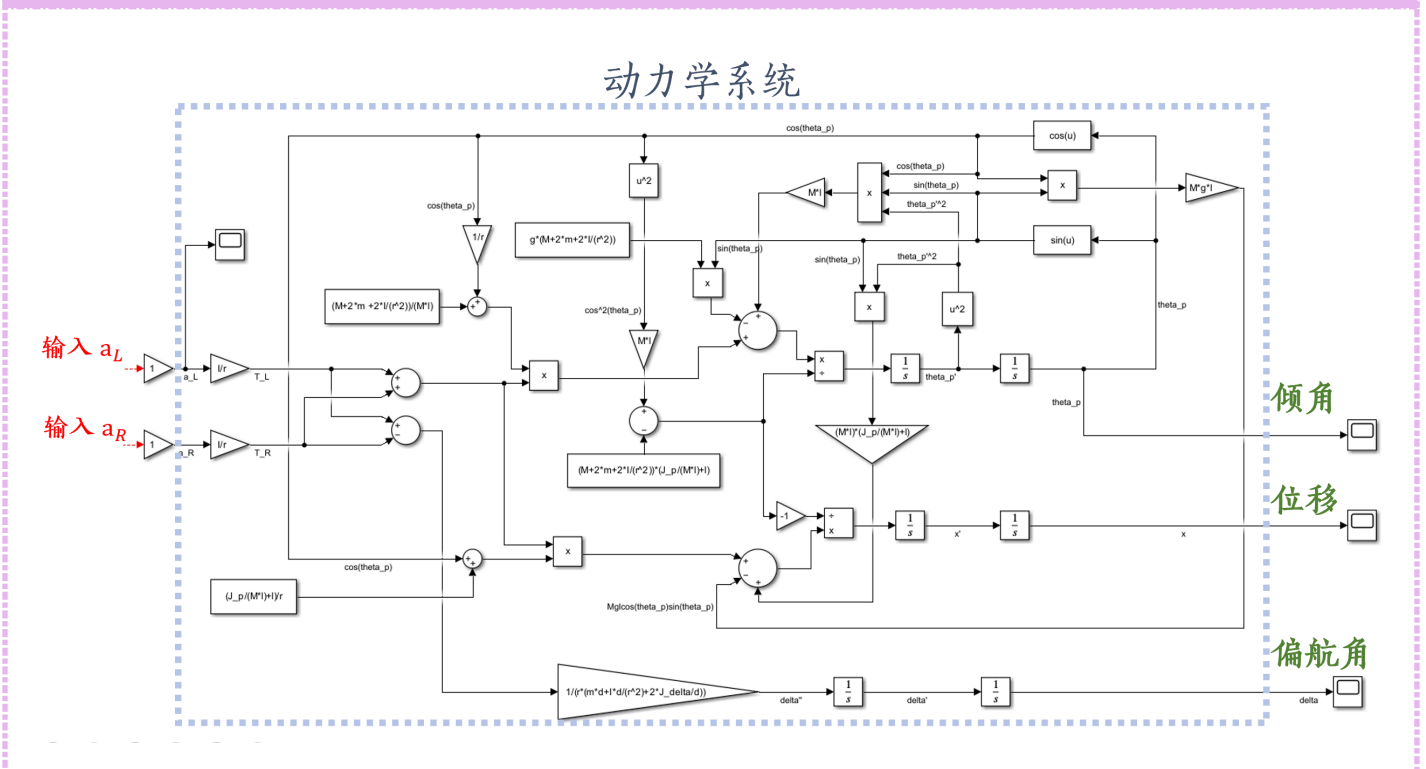 动力学系统
cos(theta_p)
cos(u)
u^2
cos(theta_p)
x
sin(theta_p)
M*l
x
M*g*l
theta_p'^2
cos(theta_p)
1/r
g*(M+2*m+2*I/(r^2))
sin(theta_p)
sin(u)
sin(theta_p)
theta_p'^2
x
(M+2*m +2*I/(r^2))/(M*l)
+
+
cos^2(theta_p)
x
u^2
theta_p
+
−
+
M*l
输入 a_L
1
a_L
I/r
T_L
+
+
x
x
÷
1
s
theta_p'
1
s
theta_p
倾角
输入 a_R
1
a_R
I/r
T_R
+
−
+
−
(M*l)*(J_p/(M*l)+l)
(M+2*m+2*I/(r^2))*(J_p/(M*l)+l)
位移
-1
÷
x
1
s
x'
1
s
x
cos(theta_p)
+
+
x
+
−
+
(J_p/(M*l)+l)/r
Mglcos(theta_p)sin(theta_p)
偏航角
1/(r*(m*d+I*d/(r^2)+2*J_delta/d))
delta''
1
s
delta'
1
s
delta